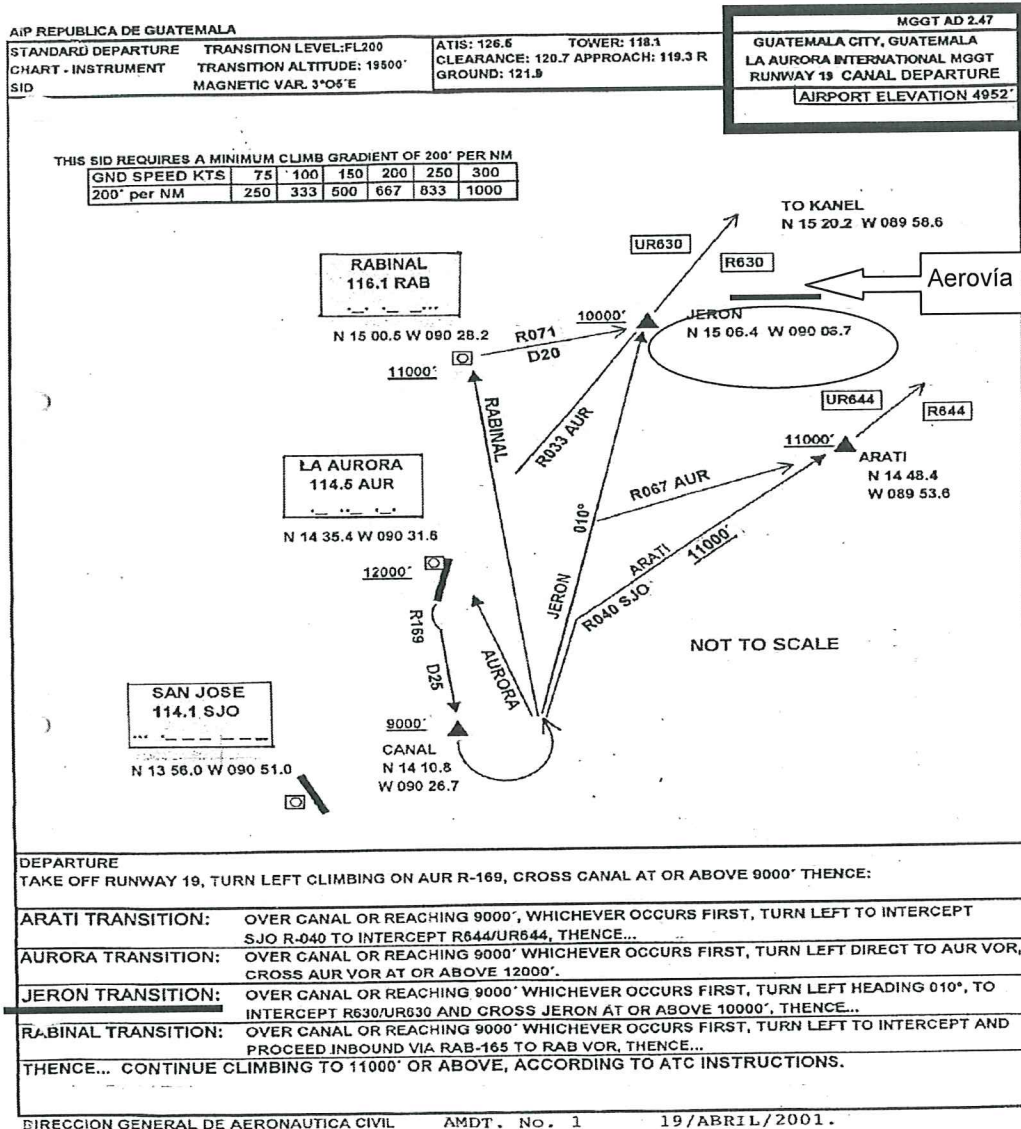 AIP REPUBLICA DE GUATEMALA
STANDARD DEPARTURE
CHART - INSTRUMENT
SID
TRANSITION LEVEL:FL200
TRANSITION ALTITUDE: 19500´
MAGNETIC VAR. 3°05´E
ATIS: 126.5 TOWER: 118.1
CLEARANCE: 120.7 APPROACH: 119.3 R
GROUND: 121.9
MGGT AD 2.47
GUATEMALA CITY, GUATEMALA
LA AURORA INTERNATIONAL MGGT
RUNWAY 19 CANAL DEPARTURE
AIRPORT ELEVATION 4952´
THIS SID REQUIRES A MINIMUM CLIMB GRADIENT OF 200´ PER NM
GND SPEED KTS 75 100 150 200 250 300
200´ per NM 250 333 500 667 833 1000
TO KANEL
N 15 20.2 W 089 58.6
UR630
R630
Aerovía
RABINAL
116.1 RAB
N 15 00.5 W 090 28.2
11000´
R071
D20
10000´
JERON
N 15 06.4 W 090 06.7
RABINAL
R033 AUR
UR644
R644
11000´
ARATI
N 14 48.4
W 089 53.6
LA AURORA
114.5 AUR
N 14 35.4 W 090 31.6
12000´
R067 AUR
010°
JERON
ARATI
11000´
R040 SJO
R169
D25
AURORA
NOT TO SCALE
SAN JOSE
114.1 SJO
N 13 56.0 W 090 51.0
9000´
CANAL
N 14 10.8
W 090 26.7
DEPARTURE
TAKE OFF RUNWAY 19, TURN LEFT CLIMBING ON AUR R-169, CROSS CANAL AT OR ABOVE 9000´ THENCE:
ARATI TRANSITION: OVER CANAL OR REACHING 9000´, WHICHEVER OCCURS FIRST, TURN LEFT TO INTERCEPT
SJO R-040 TO INTERCEPT R644/UR644, THENCE...
AURORA TRANSITION: OVER CANAL OR REACHING 9000´ WHICHEVER OCCURS FIRST, TURN LEFT DIRECT TO AUR VOR,
CROSS AUR VOR AT OR ABOVE 12000´.
JERON TRANSITION: OVER CANAL OR REACHING 9000´ WHICHEVER OCCURS FIRST, TURN LEFT HEADING 010°, TO
INTERCEPT R630/UR630 AND CROSS JERON AT OR ABOVE 10000´, THENCE...
RABINAL TRANSITION: OVER CANAL OR REACHING 9000´ WHICHEVER OCCURS FIRST, TURN LEFT TO INTERCEPT AND
PROCEED INBOUND VIA RAB-165 TO RAB VOR, THENCE...
THENCE... CONTINUE CLIMBING TO 11000´ OR ABOVE, ACCORDING TO ATC INSTRUCTIONS.
DIRECCION GENERAL DE AERONAUTICA CIVIL AMDT. No. 1 19/ABRIL/2001.